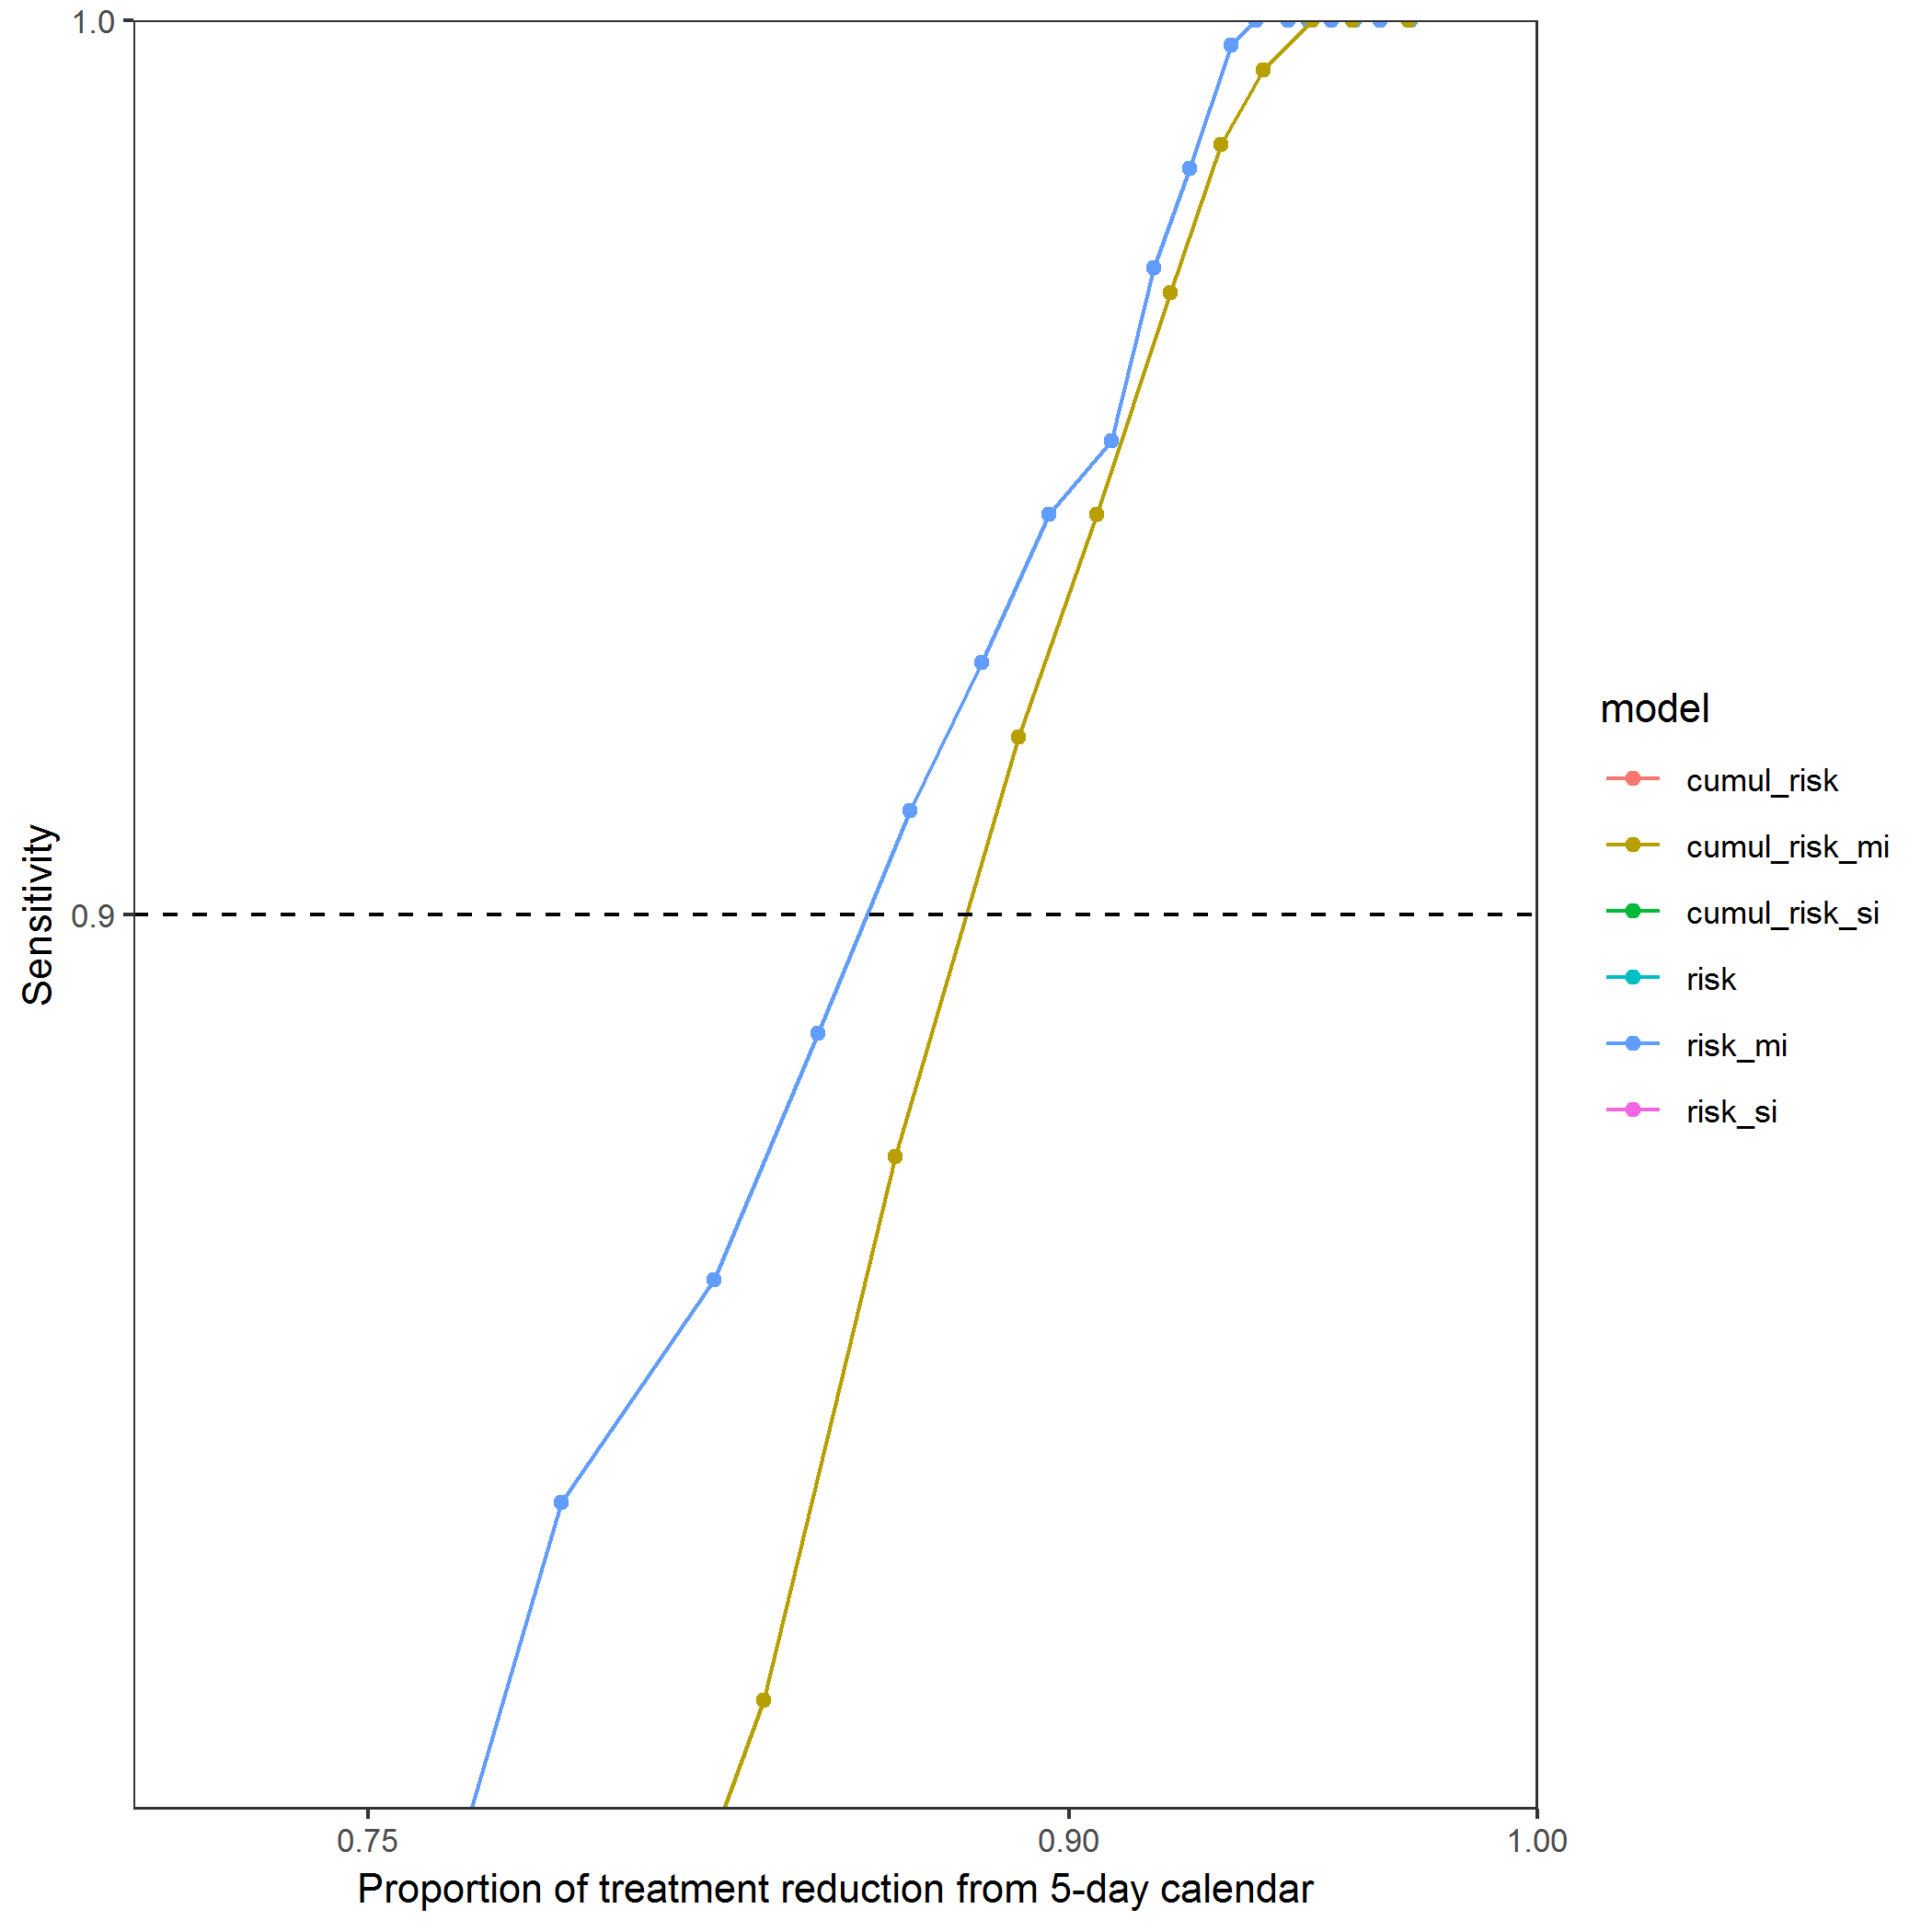 1.0
0.9
Sensitivity
0.75
0.90
1.00
Proportion of treatment reduction from 5-day calendar
model
cumul_risk
cumul_risk_mi
cumul_risk_si
risk
risk_mi
risk_si